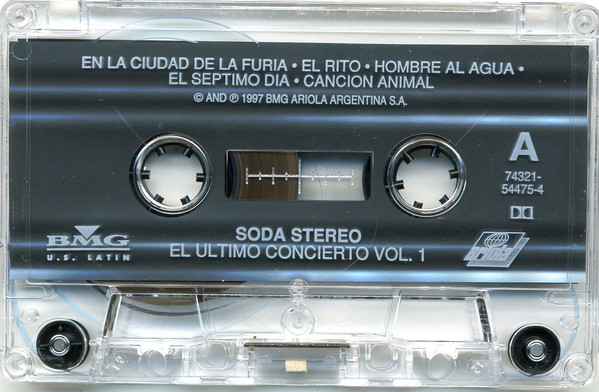 EN LA CIUDAD DE LA FURIA • EL RITO • HOMBRE AL AGUA •
EL SEPTIMO DIA • CANCION ANIMAL
© AND ℗ 1997 BMG ARIOLA ARGENTINA S.A.
A
74321-
54475-4
SODA STEREO
EL ULTIMO CONCIERTO VOL. 1
BMG
U.S. LATIN
ariola